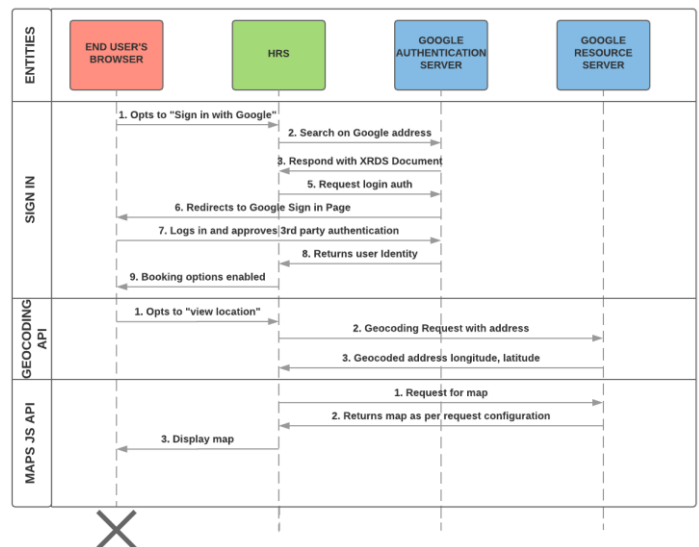 ENTITIES
END USER'S
BROWSER
HRS
GOOGLE
AUTHENTICATION
SERVER
GOOGLE
RESOURCE
SERVER
SIGN IN
1. Opts to "Sign in with Google"
2. Search on Google address
3. Respond with XRDS Document
5. Request login auth
6. Redirects to Google Sign in Page
7. Logs in and approves 3rd party authentication
8. Returns user Identity
9. Booking options enabled
GEOCODING
API
1. Opts to "view location"
2. Geocoding Request with address
3. Geocoded address longitude, latitude
MAPS JS API
1. Request for map
2. Returns map as per request configuration
3. Display map